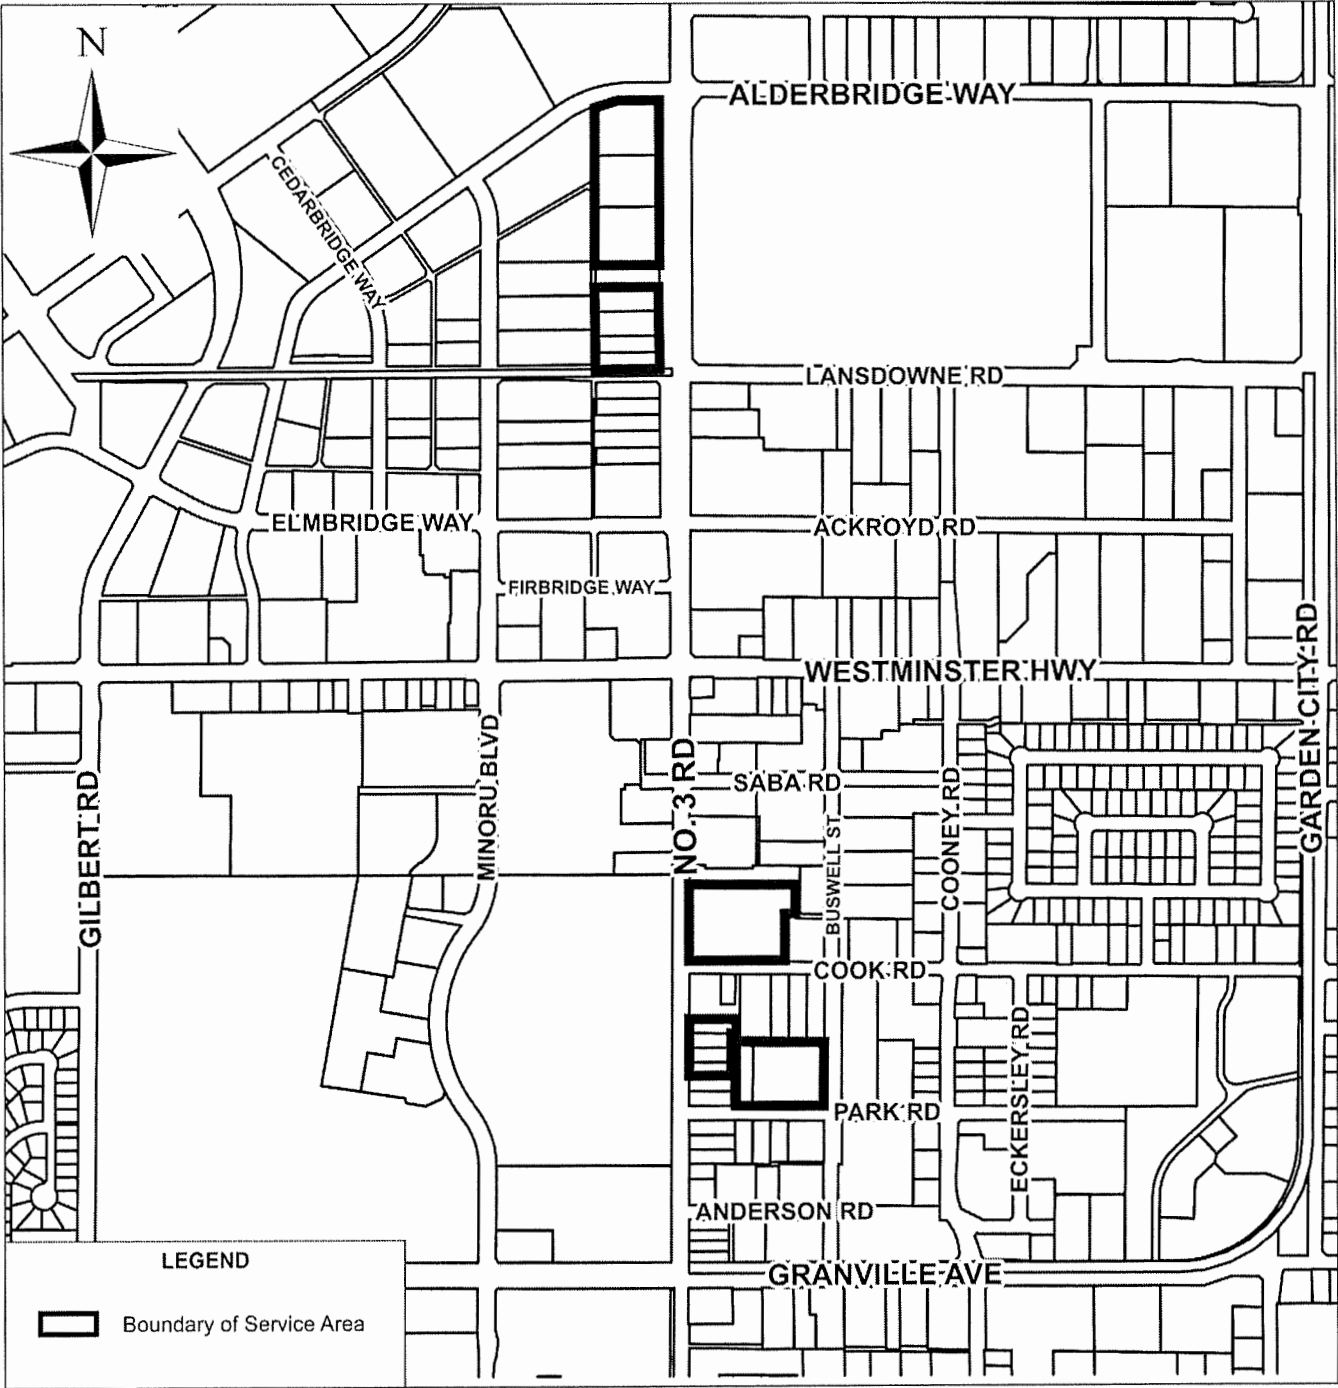 N
ALDERBRIDGE WAY
CEDARBRIDGE WAY
LANSDOWNE RD
ELMBRIDGE WAY
ACKROYD RD
FIRBRIDGE WAY
WESTMINSTER HWY
GARDEN CITY RD
GILBERT RD
MINORU BLVD
NO. 3 RD
SABA RD
BUSWELL ST
COONEY RD
COOK RD
ECKERSLEY RD
PARK RD
ANDERSON RD
GRANVILLE AVE
LEGEND
Boundary of Service Area